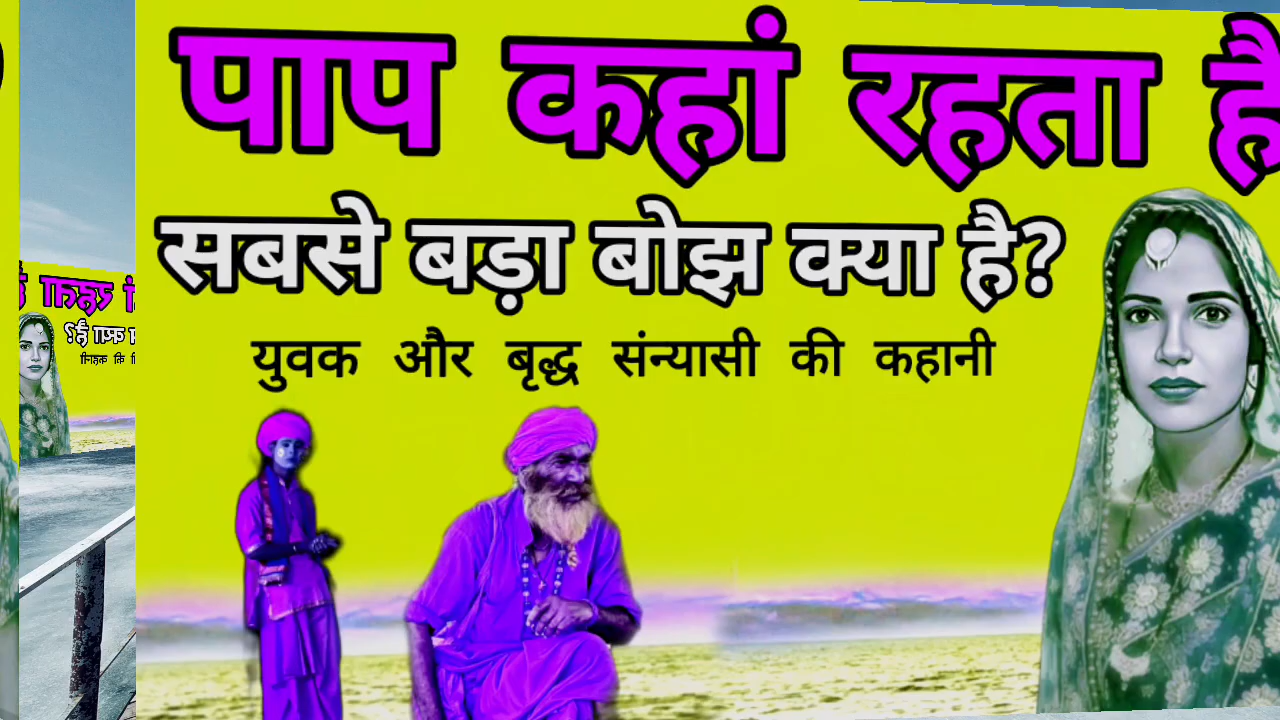 पाप कहां रहता है
सबसे बड़ा बोझ क्या है?
युवक और बृद्ध संन्यासी की कहानी